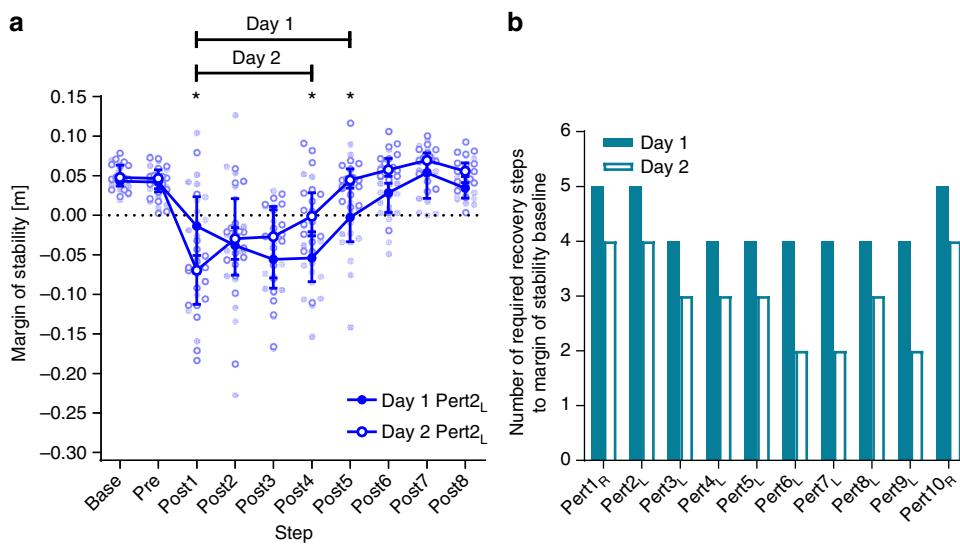 a
Day 1
Day 2
* * *
Margin of stability [m]
0.15
0.10
0.05
0.00
−0.05
−0.10
−0.15
−0.20
−0.25
−0.30
Day 1 Pert2L
Day 2 Pert2L
Base Pre Post1 Post2 Post3 Post4 Post5 Post6 Post7 Post8
Step
b
Number of required recovery steps
to margin of stability baseline
6
5
4
3
2
1
0
Day 1
Day 2
Pert1R Pert2L Pert3L Pert4L Pert5L Pert6L Pert7L Pert8L Pert9L Pert10R